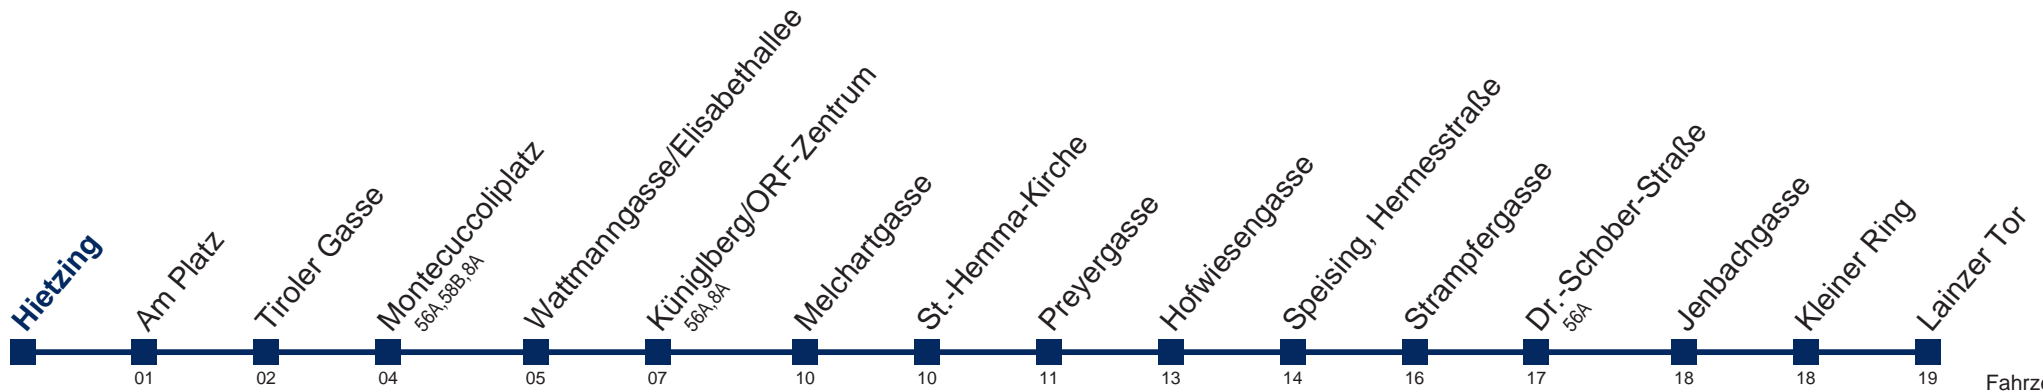 Hietzing
Am Platz
Tiroler Gasse
Montecuccoliplatz
56A,58B,8A
Wattmanngasse/Elisabethallee
Küniglberg/ORF-Zentrum
56A,8A
Melchartgasse
St.-Hemma-Kirche
Preyergasse
Hofwiesengasse
Speising, Hermesstraße
Strampfergasse
Dr.-Schober-Straße
56A
Jenbachgasse
Kleiner Ring
Lainzer Tor
01 02 04 05 07 10 10 11 13 14 16 17 18 18 19